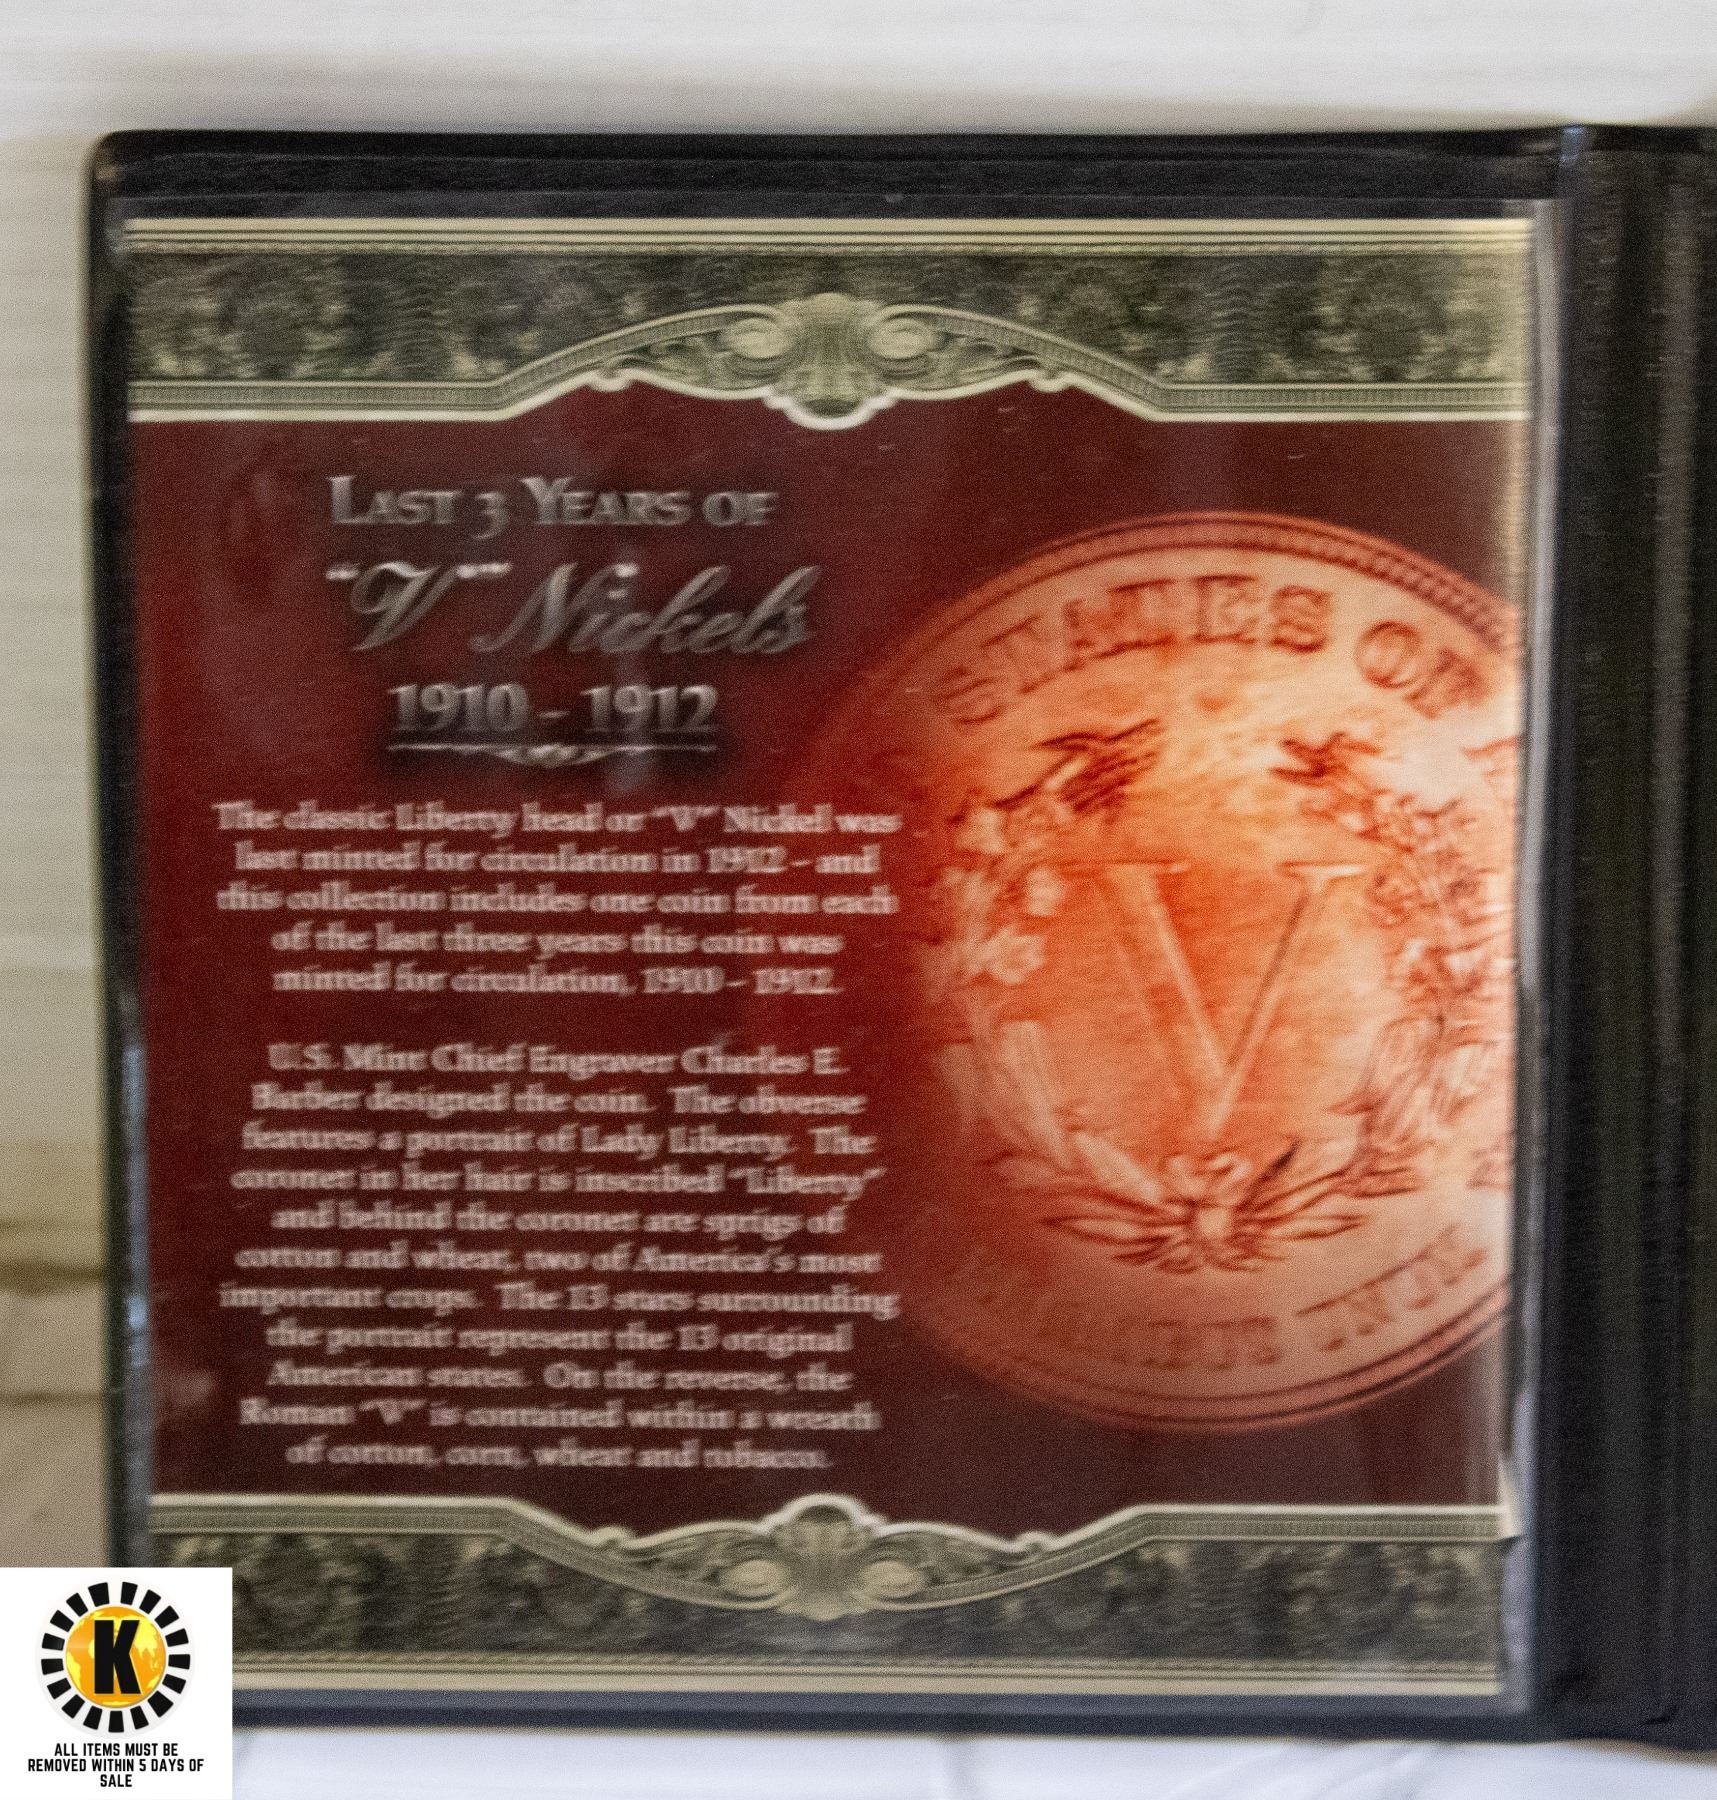 LAST 3 YEARS OF
"V" Nickels
1910 - 1912
The classic Liberty head or "V" Nickel was
last minted for circulation in 1912 - and
this collection includes one coin from each
of the last three years this coin was
minted for circulation, 1910 - 1912.
U.S. Mint Chief Engraver Charles E.
Barber designed the coin. The obverse
features a portrait of Lady Liberty. The
coronet in her hair is inscribed "Liberty"
and behind the coronet are sprigs of
cotton and wheat, two of America's most
important crops. The 13 stars surrounding
the portrait represent the 13 original
American states. On the reverse, the
Roman "V" is contained within a wreath
of cotton, corn, wheat and tobacco.
STATES OF
V
K
ALL ITEMS MUST BE
REMOVED WITHIN 5 DAYS OF
SALE